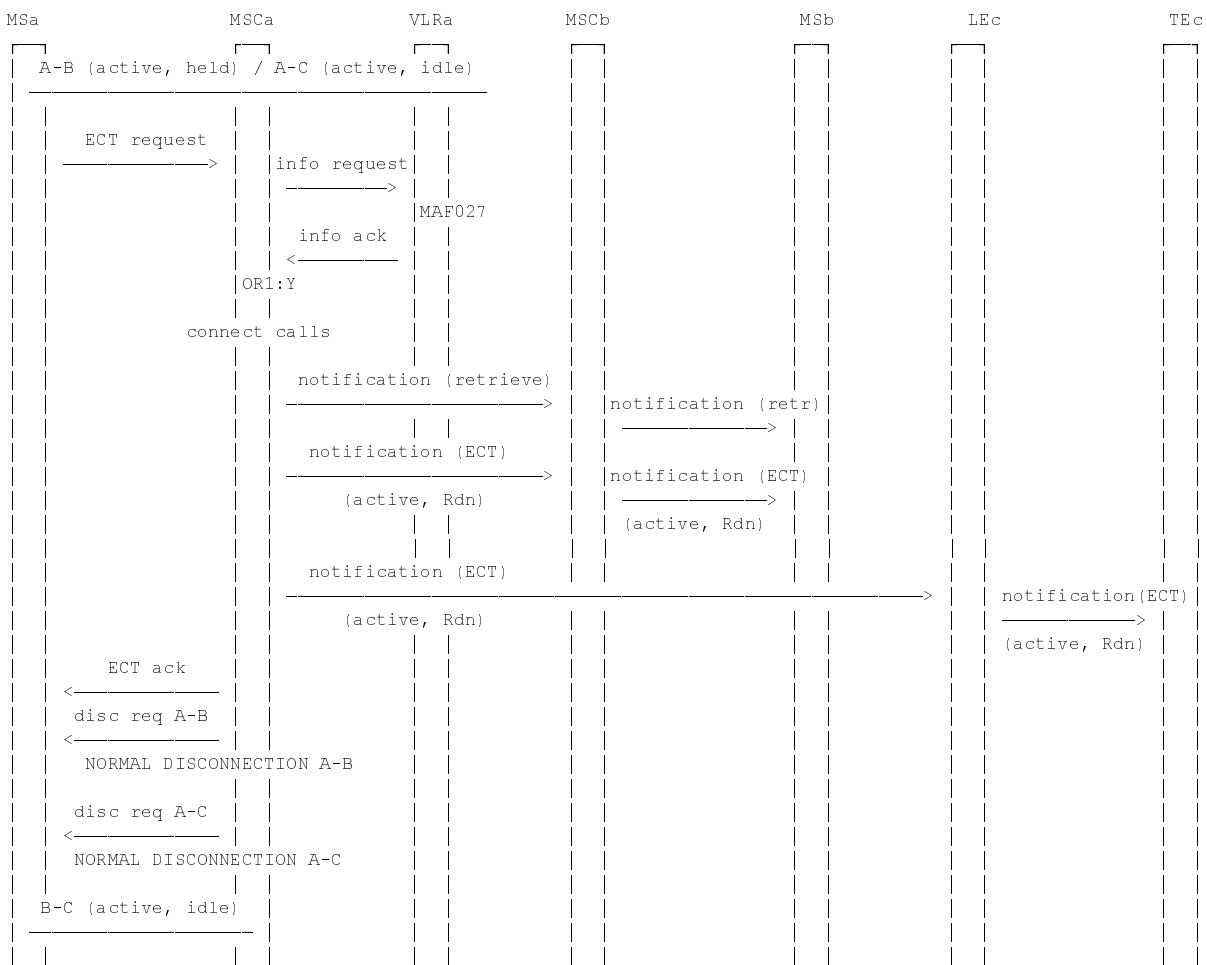 MSa MSCa VLRa MSCb MSb LEc TEc
A-B (active, held) / A-C (active, idle)
ECT request
info request
MAF027
info ack
OR1:Y
connect calls
notification (retrieve)
notification (retr)
notification (ECT)
notification (ECT)
(active, Rdn)
(active, Rdn)
notification (ECT)
notification(ECT)
(active, Rdn)
(active, Rdn)
ECT ack
disc req A-B
NORMAL DISCONNECTION A-B
disc req A-C
NORMAL DISCONNECTION A-C
B-C (active, idle)